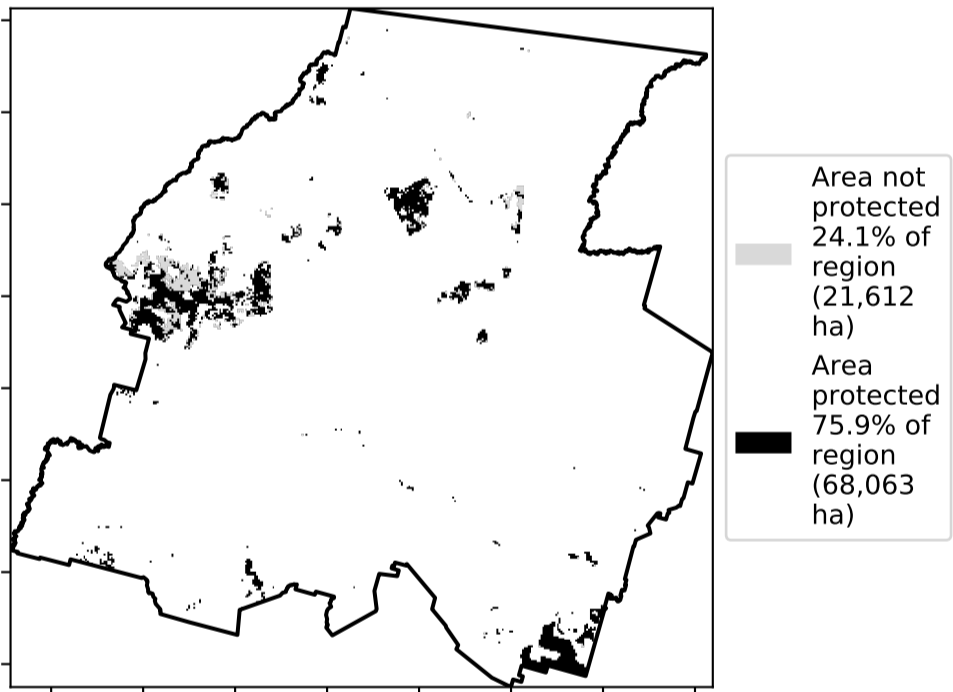 Area not
protected
24.1% of
region
(21,612
ha)
Area
protected
75.9% of
region
(68,063
ha)